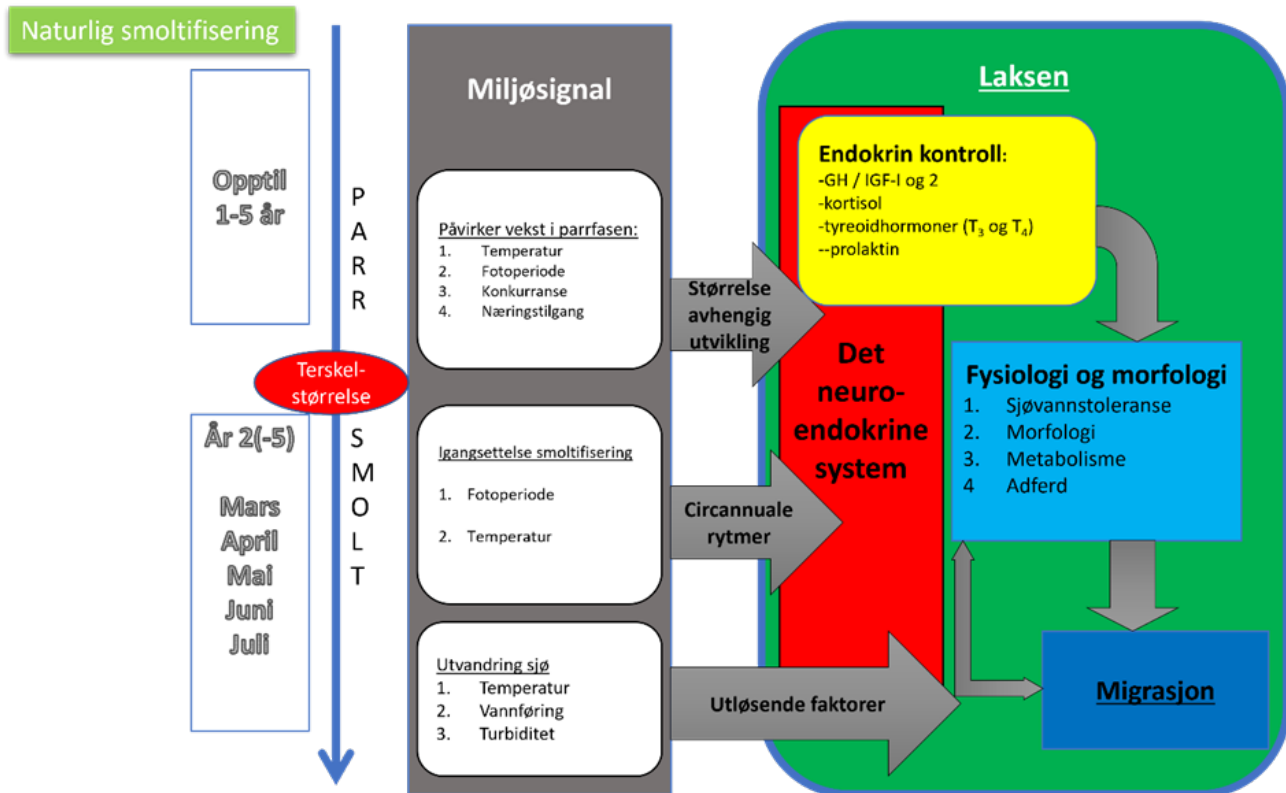 Naturlig smoltifisering
Opptil
1-5 år
P
A
R
R
Terskel-
størrelse
År 2(-5)
Mars
April
Mai
Juni
Juli
S
M
O
L
T
Miljøsignal
Påvirker vekst i parrfasen:
1. Temperatur
2. Fotoperiode
3. Konkurranse
4. Næringstilgang
Igangsettelse smoltifisering
1. Fotoperiode
2. Temperatur
Utvandring sjø
1. Temperatur
2. Vannføring
3. Turbiditet
Størrelse
avhengig
utvikling
Circannuale
rytmer
Utløsende faktorer
Laksen
Endokrin kontroll:
-GH / IGF-I og 2
-kortisol
-tyreoidhormoner (T₃ og T₄)
--prolaktin
Det
neuro-
endokrine
system
Fysiologi og morfologi
1. Sjøvannstoleranse
2. Morfologi
3. Metabolisme
4 Adferd
Migrasjon